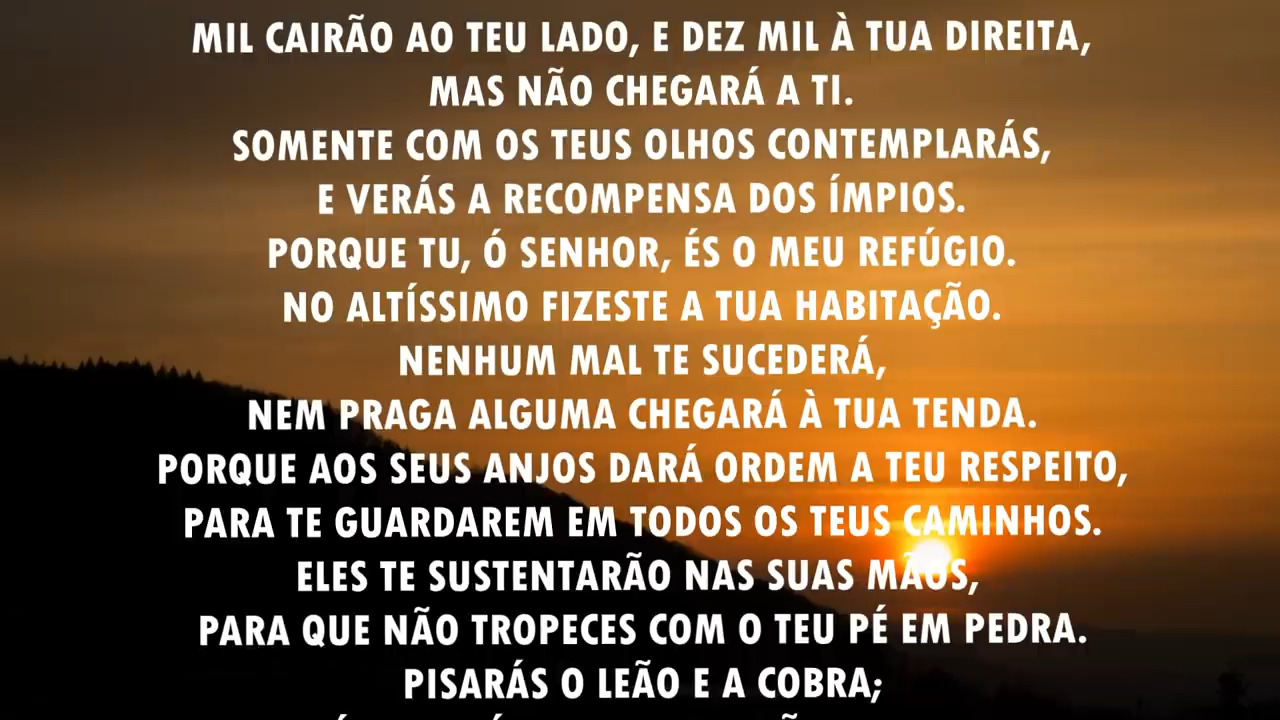 MIL CAIRÃO AO TEU LADO, E DEZ MIL À TUA DIREITA,
MAS NÃO CHEGARÁ A TI.
SOMENTE COM OS TEUS OLHOS CONTEMPLARÁS,
E VERÁS A RECOMPENSA DOS ÍMPIOS.
PORQUE TU, Ó SENHOR, ÉS O MEU REFÚGIO.
NO ALTÍSSIMO FIZESTE A TUA HABITAÇÃO.
NENHUM MAL TE SUCEDERÁ,
NEM PRAGA ALGUMA CHEGARÁ À TUA TENDA.
PORQUE AOS SEUS ANJOS DARÁ ORDEM A TEU RESPEITO,
PARA TE GUARDAREM EM TODOS OS TEUS CAMINHOS.
ELES TE SUSTENTARÃO NAS SUAS MÃOS,
PARA QUE NÃO TROPECES COM O TEU PÉ EM PEDRA.
PISARÁS O LEÃO E A COBRA;